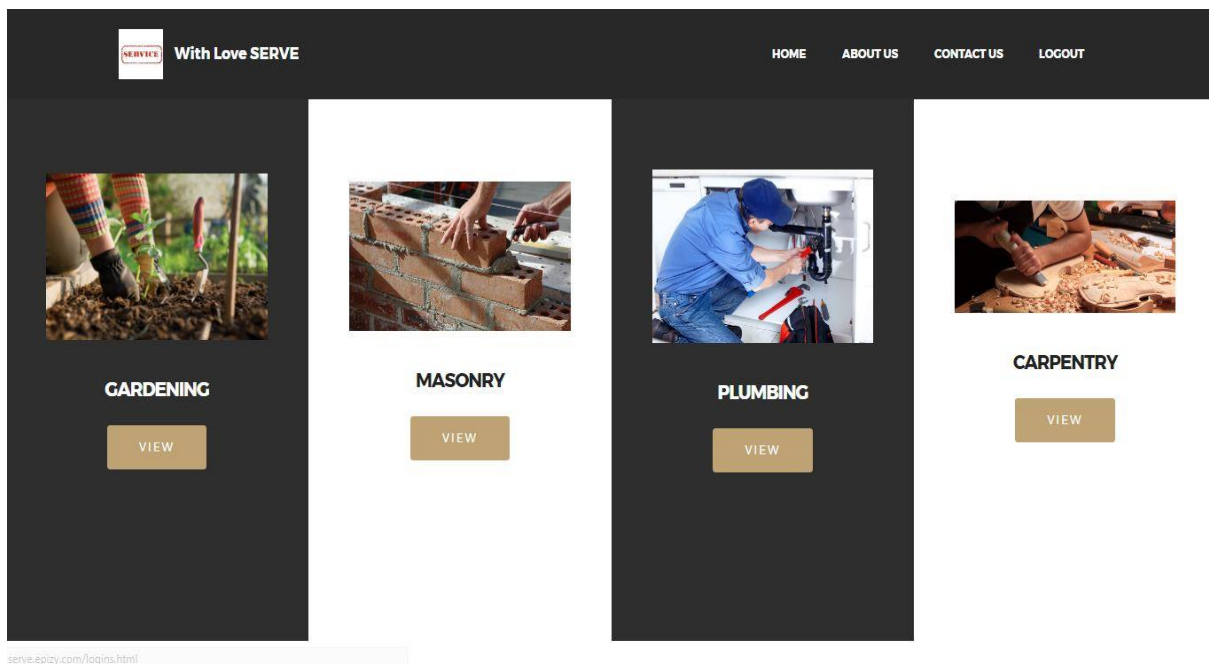 SERVICE
With Love SERVE
HOME ABOUT US CONTACT US LOGOUT
GARDENING
VIEW
MASONRY
VIEW
PLUMBING
VIEW
CARPENTRY
VIEW
serve.epizy.com/logins.html